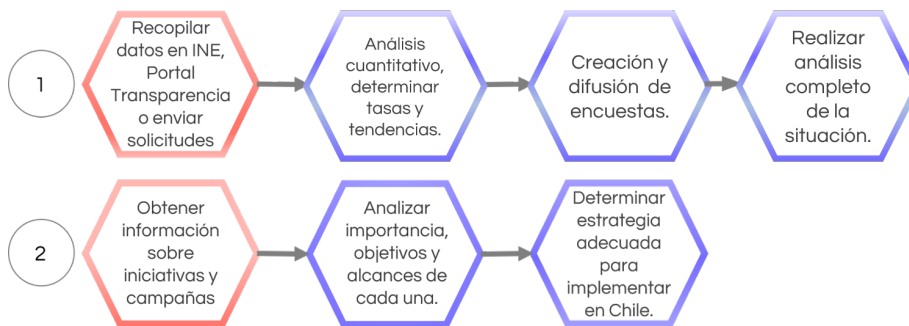 1
Recopilar
datos en INE,
Portal
Transparencia
o enviar
solicitudes
Análisis
cuantitativo,
determinar
tasas y
tendencias.
Creación y
difusión de
encuestas.
Realizar
análisis
completo
de la
situación.
2
Obtener
información
sobre
iniciativas y
campañas
Analizar
importancia,
objetivos y
alcances de
cada una.
Determinar
estrategia
adecuada
para
implementar
en Chile.